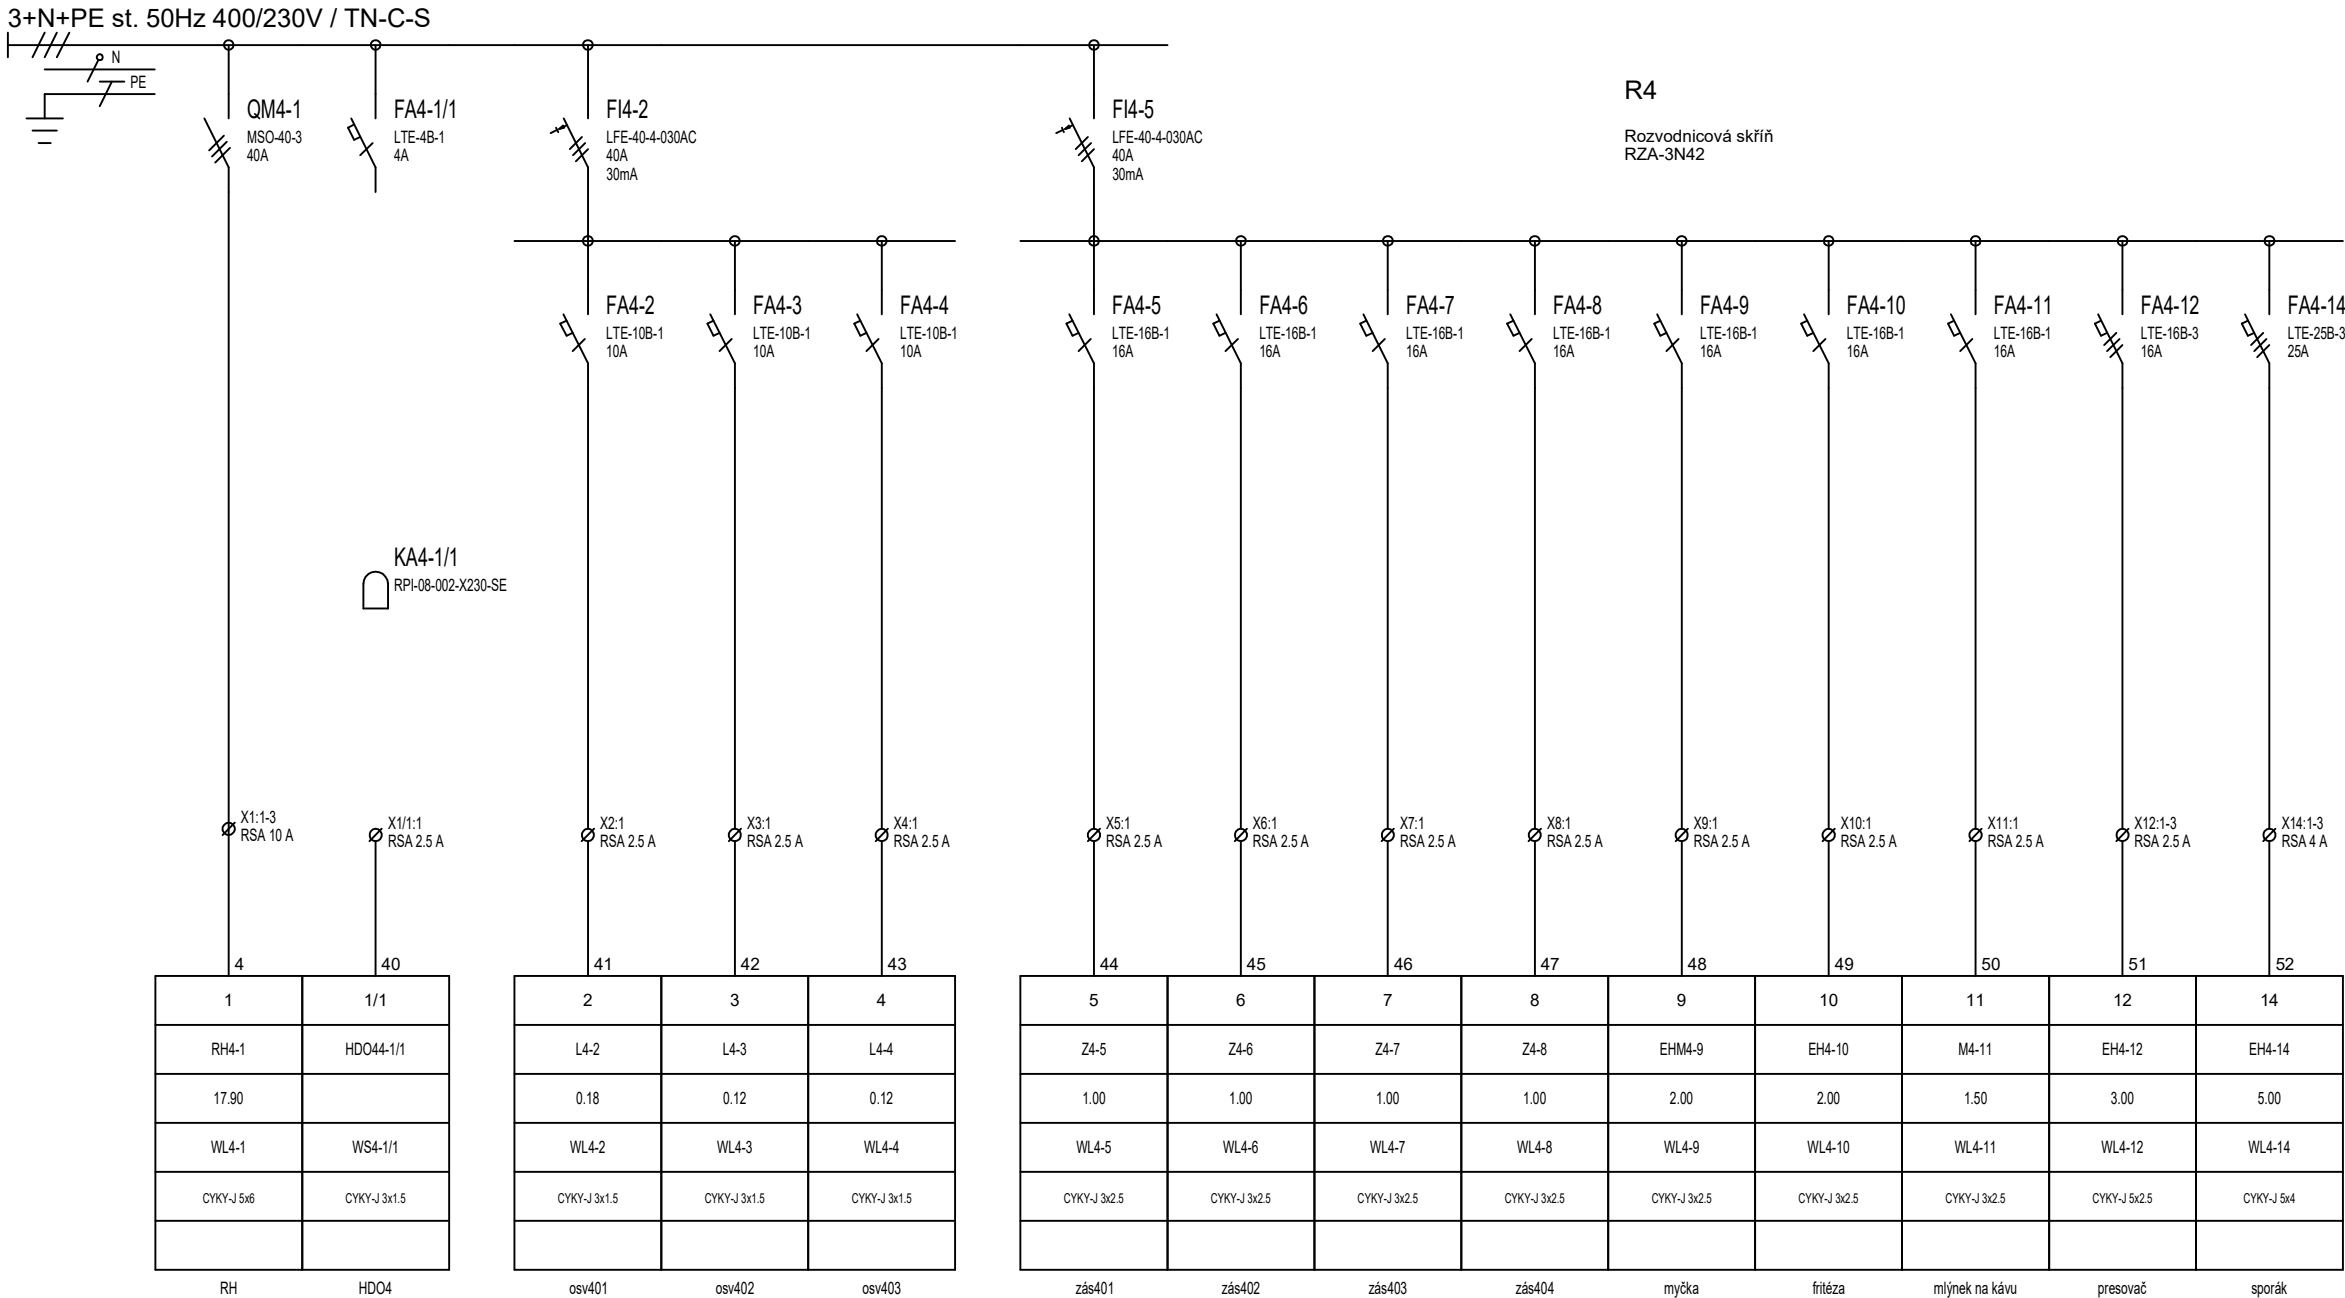 3+N+PE st. 50Hz 400/230V / TN-C-S
N
PE
QM4-1
MSO-40-3
40A
FA4-1/1
LTE-4B-1
4A
FI4-2
LFE-40-4-030AC
40A
30mA
FI4-5
LFE-40-4-030AC
40A
30mA
R4
Rozvodnicová skříň
RZA-3N42
FA4-2
LTE-10B-1
10A
FA4-3
LTE-10B-1
10A
FA4-4
LTE-10B-1
10A
FA4-5
LTE-16B-1
16A
FA4-6
LTE-16B-1
16A
FA4-7
LTE-16B-1
16A
FA4-8
LTE-16B-1
16A
FA4-9
LTE-16B-1
16A
FA4-10
LTE-16B-1
16A
FA4-11
LTE-16B-1
16A
FA4-12
LTE-16B-3
16A
FA4-14
LTE-25B-3
25A
KA4-1/1
RPI-08-002-X230-SE
X1:1-3
RSA 10 A
X1/1:1
RSA 2.5 A
X2:1
RSA 2.5 A
X3:1
RSA 2.5 A
X4:1
RSA 2.5 A
X5:1
RSA 2.5 A
X6:1
RSA 2.5 A
X7:1
RSA 2.5 A
X8:1
RSA 2.5 A
X9:1
RSA 2.5 A
X10:1
RSA 2.5 A
X11:1
RSA 2.5 A
X12:1-3
RSA 2.5 A
X14:1-3
RSA 4 A
4 40 41 42 43 44 45 46 47 48 49 50 51 52
1 1/1 2 3 4 5 6 7 8 9 10 11 12 14
RH4-1 HDO44-1/1 L4-2 L4-3 L4-4 Z4-5 Z4-6 Z4-7 Z4-8 EHM4-9 EH4-10 M4-11 EH4-12 EH4-14
17.90 0.18 0.12 0.12 1.00 1.00 1.00 1.00 2.00 2.00 1.50 3.00 5.00
WL4-1 WS4-1/1 WL4-2 WL4-3 WL4-4 WL4-5 WL4-6 WL4-7 WL4-8 WL4-9 WL4-10 WL4-11 WL4-12 WL4-14
CYKY-J 5x6 CYKY-J 3x1.5 CYKY-J 3x1.5 CYKY-J 3x1.5 CYKY-J 3x1.5 CYKY-J 3x2.5 CYKY-J 3x2.5 CYKY-J 3x2.5 CYKY-J 3x2.5 CYKY-J 3x2.5 CYKY-J 3x2.5 CYKY-J 3x2.5 CYKY-J 5x2.5 CYKY-J 5x4
RH HDO4 osv401 osv402 osv403 zás401 zás402 zás403 zás404 myčka fritéza mlýnek na kávu presovač sporák